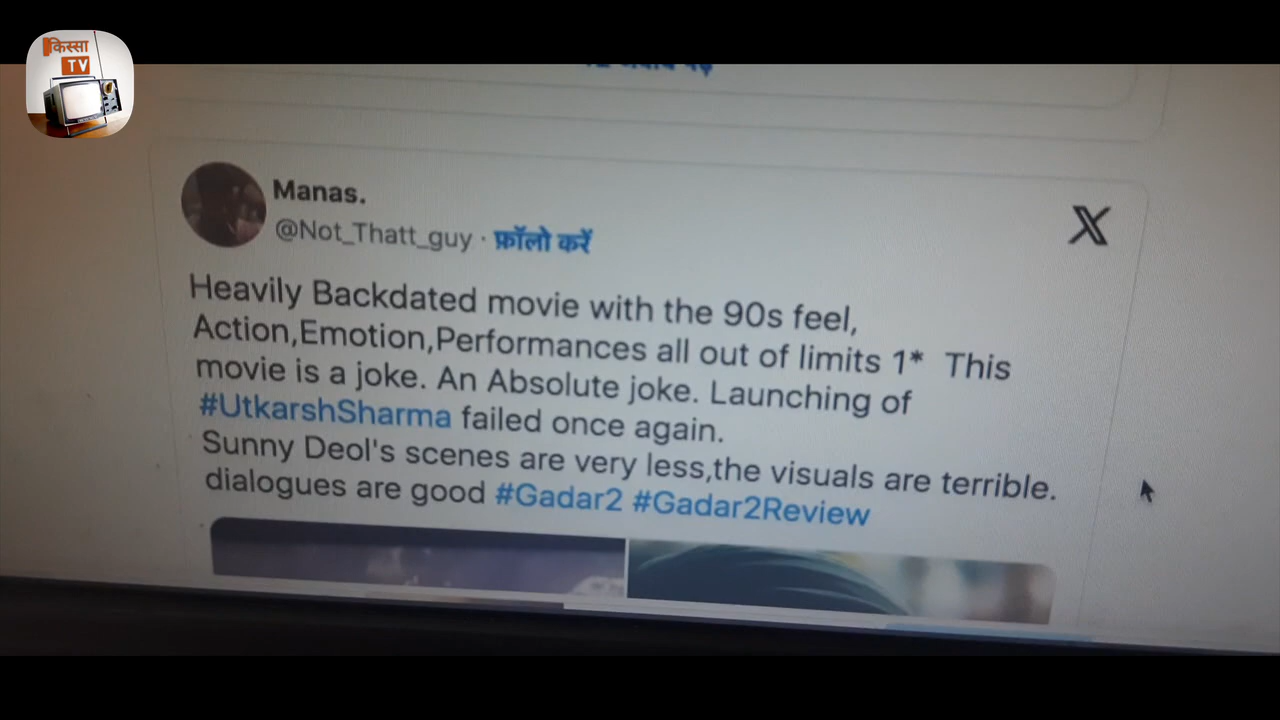 किस्सा
TV
Manas.
@Not_Thatt_guy · फ़ॉलो करें
Heavily Backdated movie with the 90s feel,
Action,Emotion,Performances all out of limits 1* This
movie is a joke. An Absolute joke. Launching of
#UtkarshSharma failed once again.
Sunny Deol's scenes are very less,the visuals are terrible.
dialogues are good #Gadar2 #Gadar2Review